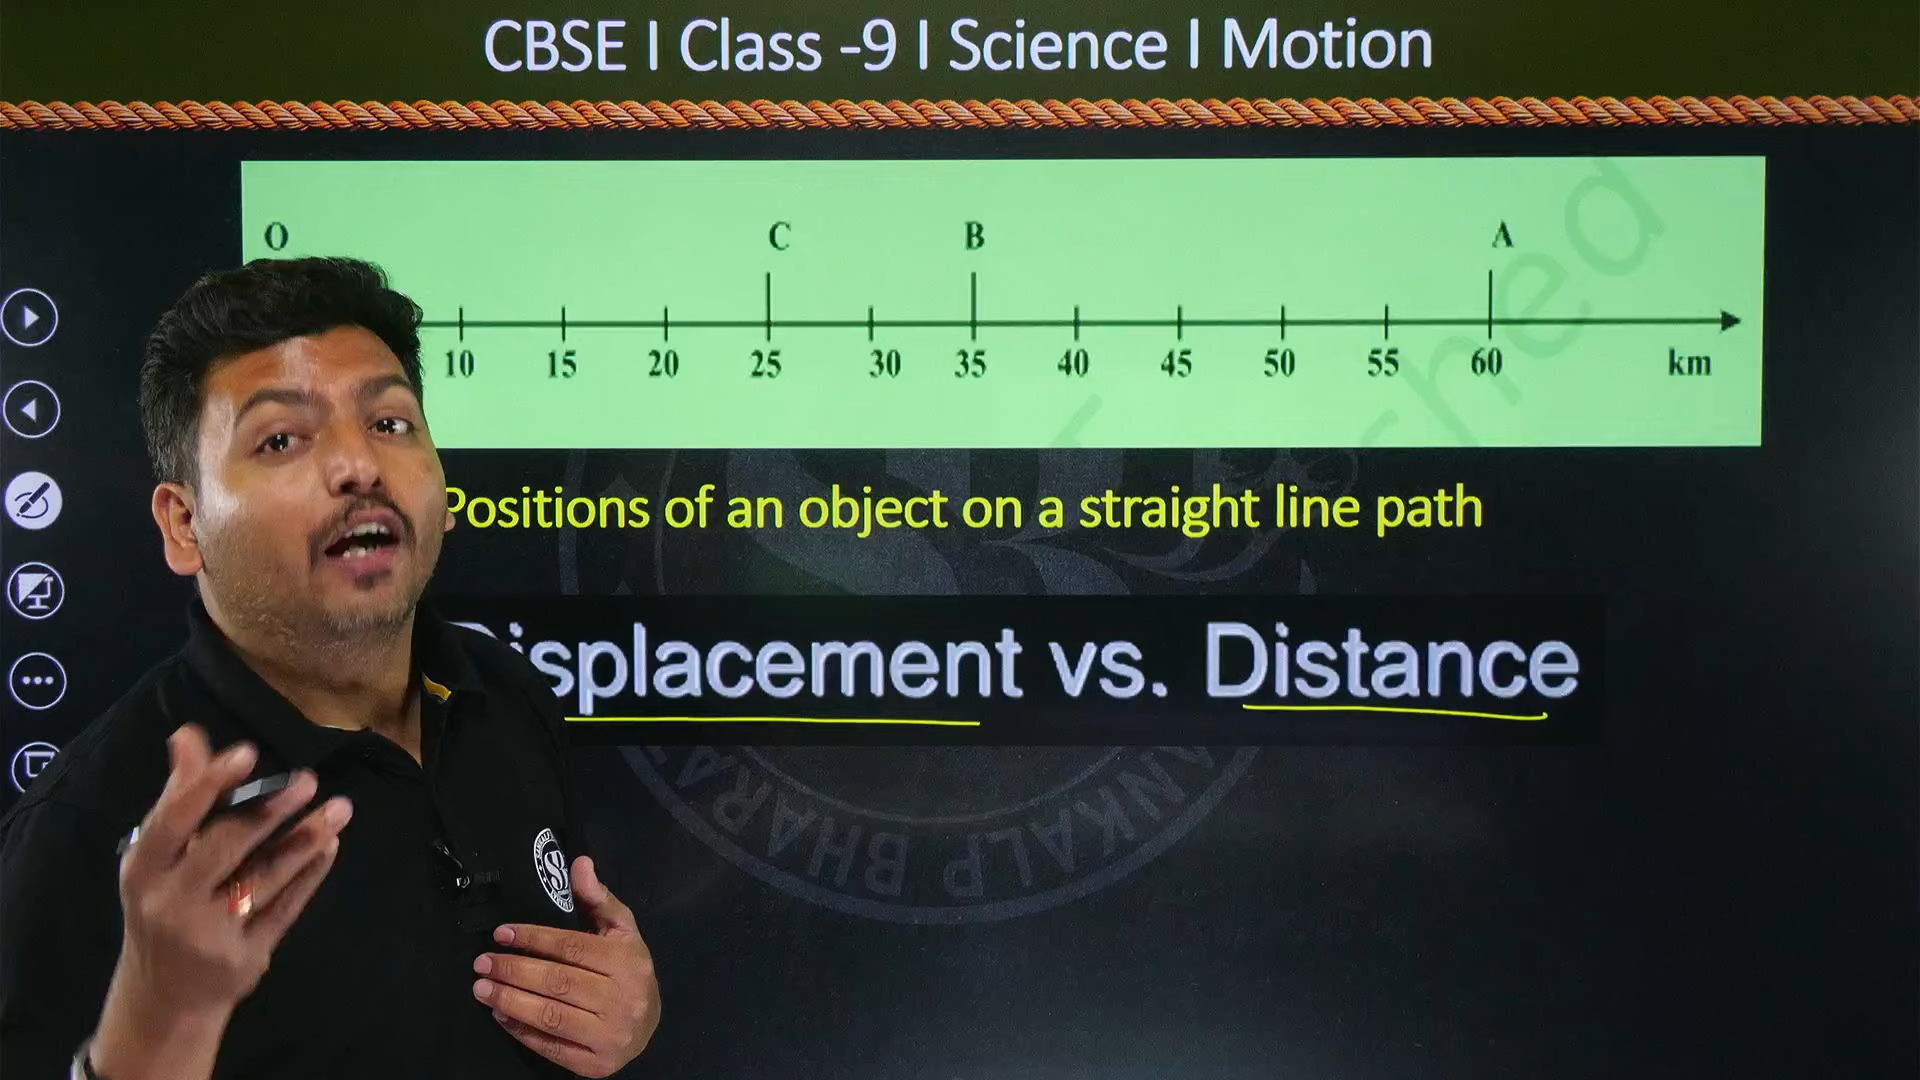 CBSE I Class -9 I Science I Motion
O C B A
10 15 20 25 30 35 40 45 50 55 60 km
Positions of an object on a straight line path
Displacement vs. Distance